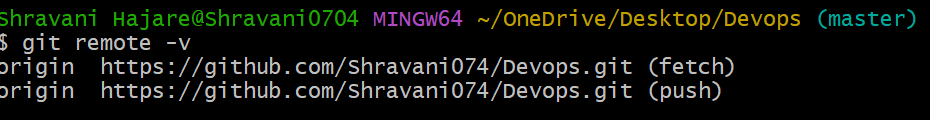 Shravani Hajare@Shravani0704 MINGW64 ~/OneDrive/Desktop/Devops (master)
$ git remote -v
origin  https://github.com/Shravani074/Devops.git (fetch)
origin  https://github.com/Shravani074/Devops.git (push)